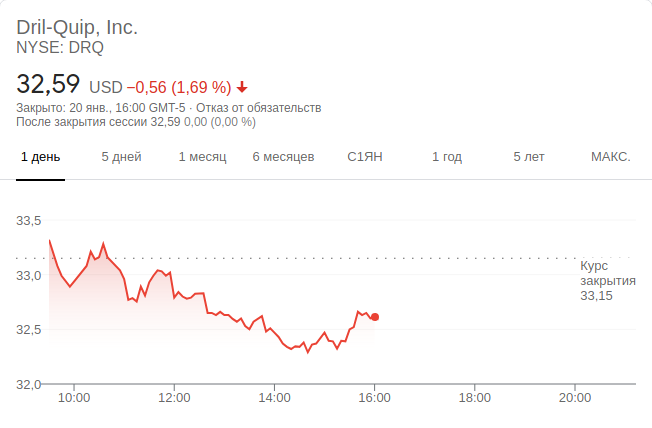 Dril-Quip, Inc.
NYSE: DRQ
32,59 USD −0,56 (1,69 %)
Закрыто: 20 янв., 16:00 GMT-5 · Отказ от обязательств
После закрытия сессии 32,59 0,00 (0,00 %)
1 день 5 дней 1 месяц 6 месяцев С1ЯН 1 год 5 лет МАКС.
33,5
33,0
32,5
32,0
Курс
закрытия
33,15
10:00 12:00 14:00 16:00 18:00 20:00